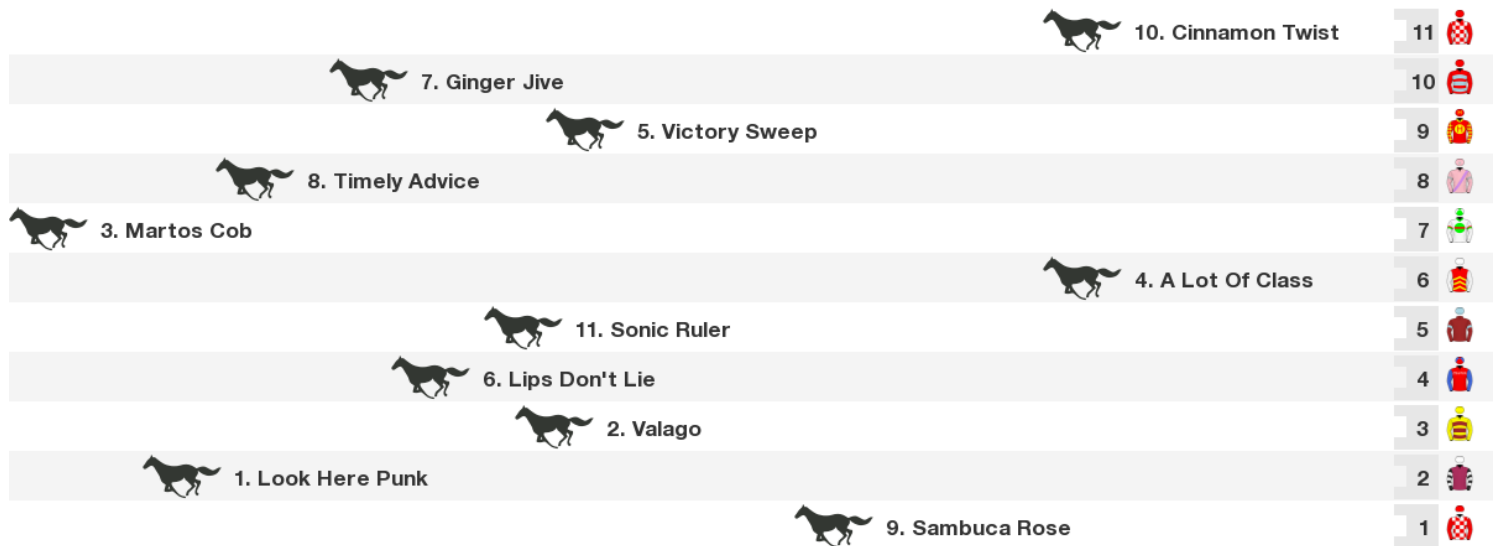 10. Cinnamon Twist 11
7. Ginger Jive 10
5. Victory Sweep 9
8. Timely Advice 8
3. Martos Cob 7
4. A Lot Of Class 6
11. Sonic Ruler 5
6. Lips Don't Lie 4
2. Valago 3
1. Look Here Punk 2
9. Sambuca Rose 1